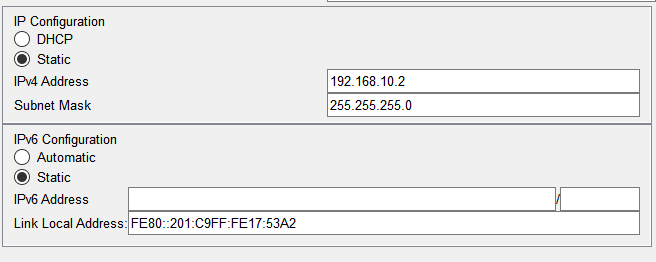 IP Configuration
DHCP
Static
IPv4 Address 192.168.10.2
Subnet Mask 255.255.255.0
IPv6 Configuration
Automatic
Static
IPv6 Address /
Link Local Address: FE80::201:C9FF:FE17:53A2